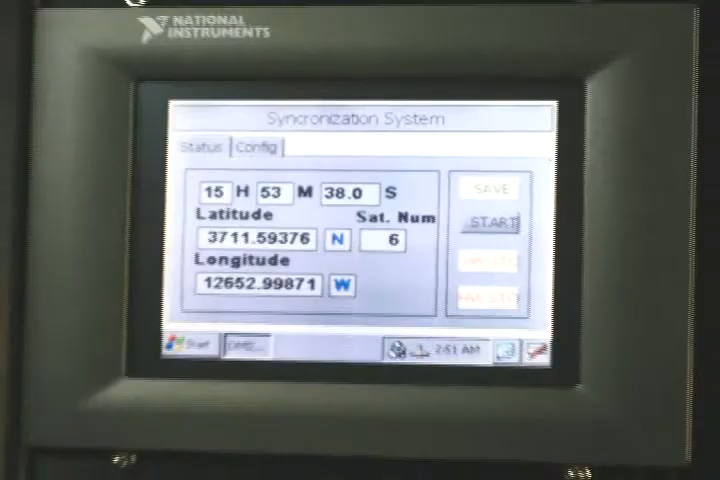 NATIONAL
INSTRUMENTS
Syncronization System
Status Config
15 H 53 M 38.0 S
SAVE
Latitude Sat. Num
START
3711.59376 N 6
Longitude
12652.99871 W
Start 2:51 AM